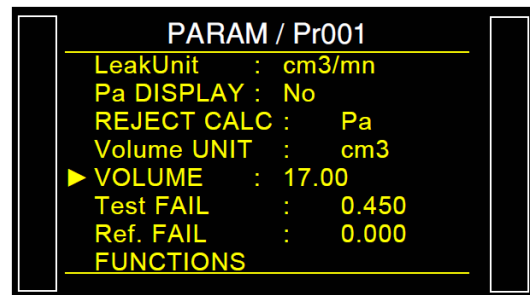 PARAM / Pr001
LeakUnit : cm3/mn
Pa DISPLAY : No
REJECT CALC : Pa
Volume UNIT : cm3
► VOLUME : 17.00
Test FAIL : 0.450
Ref. FAIL : 0.000
FUNCTIONS